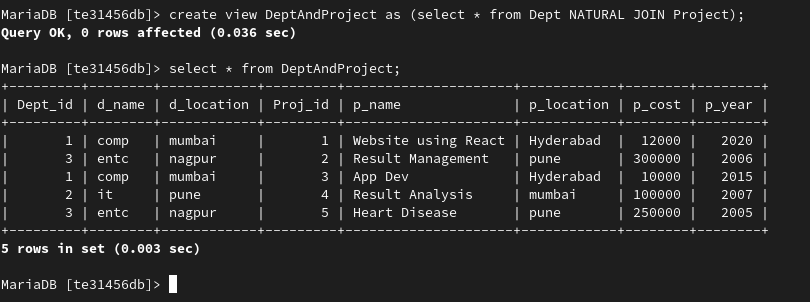 MariaDB [te31456db]> create view DeptAndProject as (select * from Dept NATURAL JOIN Project);
Query OK, 0 rows affected (0.036 sec)
MariaDB [te31456db]> select * from DeptAndProject;
+---------+--------+------------+---------+---------------------+------------+--------+--------+
| Dept_id | d_name | d_location | Proj_id | p_name              | p_location | p_cost | p_year |
+---------+--------+------------+---------+---------------------+------------+--------+--------+
|       1 | comp   | mumbai     |       1 | Website using React | Hyderabad  |  12000 |   2020 |
|       3 | entc   | nagpur     |       2 | Result Management   | pune       | 300000 |   2006 |
|       1 | comp   | mumbai     |       3 | App Dev             | Hyderabad  |  10000 |   2015 |
|       2 | it     | pune       |       4 | Result Analysis     | mumbai     | 100000 |   2007 |
|       3 | entc   | nagpur     |       5 | Heart Disease       | pune       | 250000 |   2005 |
+---------+--------+------------+---------+---------------------+------------+--------+--------+
5 rows in set (0.003 sec)
MariaDB [te31456db]>